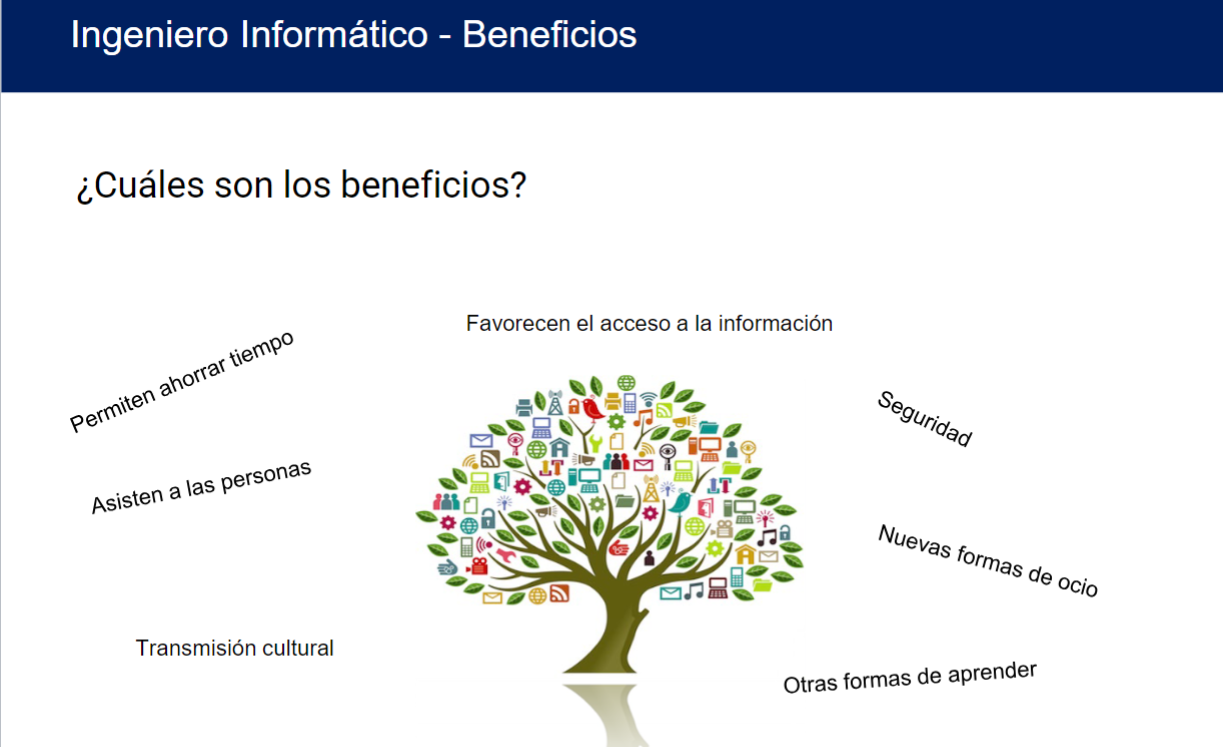 Ingeniero Informático - Beneficios
¿Cuáles son los beneficios?
Favorecen el acceso a la información
Permiten ahorrar tiempo
Seguridad
Asisten a las personas
Nuevas formas de ocio
Transmisión cultural
Otras formas de aprender